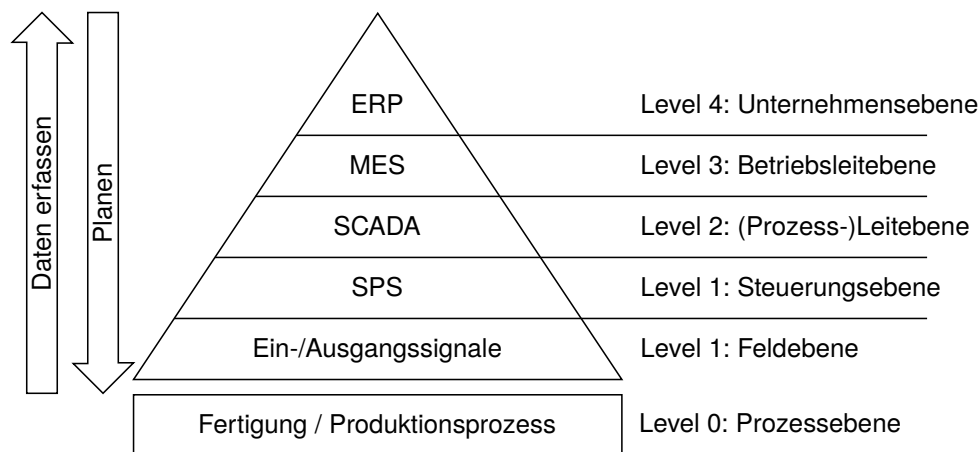 Daten erfassen
Planen
ERP
Level 4: Unternehmensebene
MES
Level 3: Betriebsleitebene
SCADA
Level 2: (Prozess-)Leitebene
SPS
Level 1: Steuerungsebene
Ein-/Ausgangssignale
Level 1: Feldebene
Fertigung / Produktionsprozess
Level 0: Prozessebene